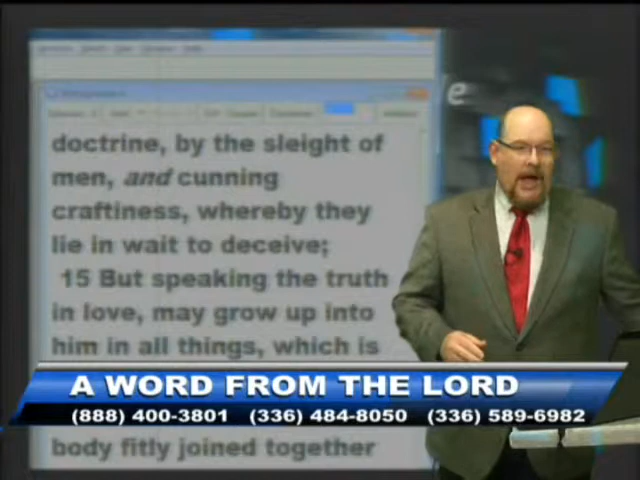 doctrine, by the sleight of
men, and cunning
craftiness, whereby they
lie in wait to deceive;
15 But speaking the truth
in love, may grow up into
him in all things, which is
A WORD FROM THE LORD
(888) 400-3801 (336) 484-8050 (336) 589-6982
body fitly joined together